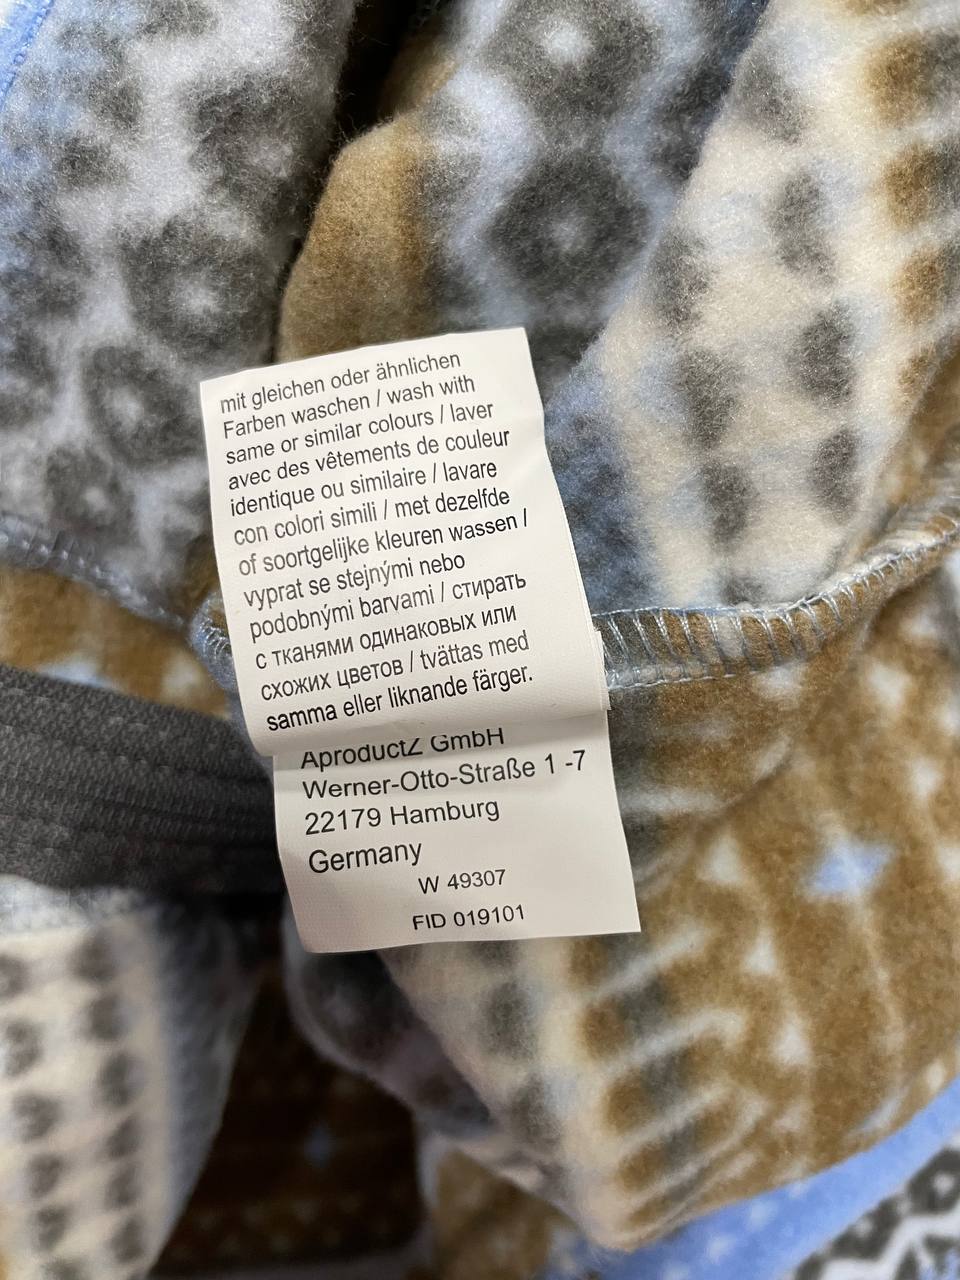 mit gleichen oder ähnlichen
Farben waschen / wash with
same or similar colours / laver
avec des vêtements de couleur
identique ou similaire / lavare
con colori simili / met dezelfde
of soortgelijke kleuren wassen /
vyprat se stejnými nebo
podobnými barvami / стирать
с тканями одинаковых или
схожих цветов / tvättas med
samma eller liknande färger.
AproductZ GmbH
Werner-Otto-Straße 1 -7
22179 Hamburg
Germany
W 49307
FID 019101